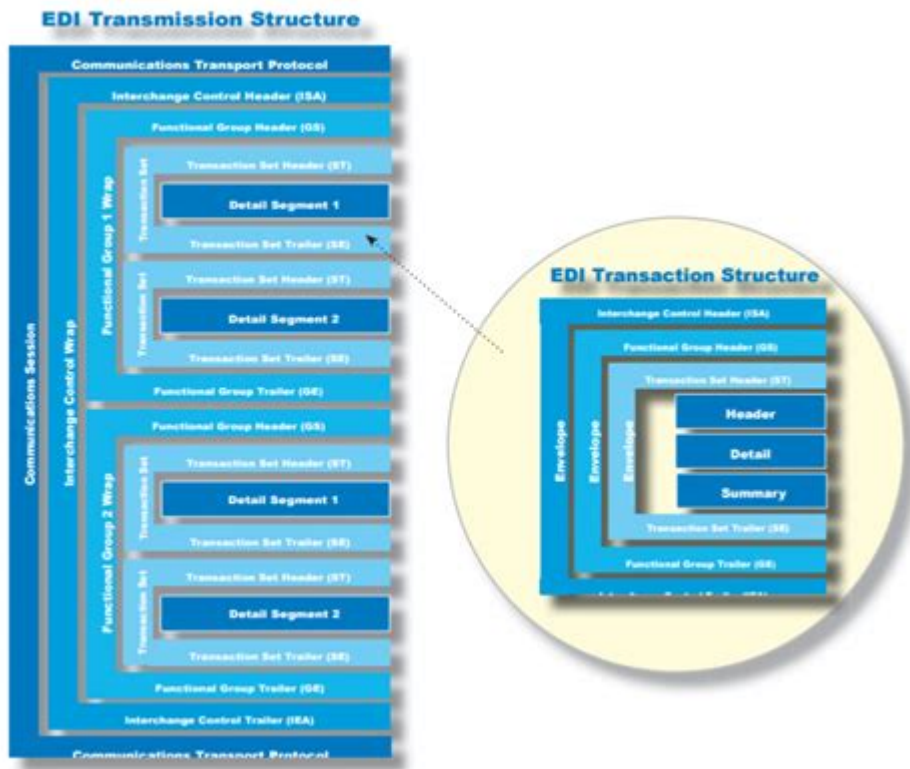 EDI Transmission Structure
Communications Transport Protocol
Interchange Control Header (ISA)
Functional Group Header (GS)
Transaction Set Header (ST)
Detail Segment 1
Transaction Set Trailer (SE)
Transaction Set
Transaction Set Header (ST)
Detail Segment 2
Transaction Set Trailer (SE)
Transaction Set
Functional Group Trailer (GE)
Functional Group 1 Wrap
Functional Group Header (GS)
Transaction Set Header (ST)
Detail Segment 1
Transaction Set Trailer (SE)
Transaction Set
Transaction Set Header (ST)
Detail Segment 2
Transaction Set Trailer (SE)
Transaction Set
Functional Group Trailer (GE)
Functional Group 2 Wrap
Interchange Control Trailer (IEA)
Interchange Control Wrap
Communications Transport Protocol
Communications Session
EDI Transaction Structure
Interchange Control Header (ISA)
Functional Group Header (GS)
Transaction Set Header (ST)
Header
Detail
Summary
Envelope
Envelope
Envelope
Transaction Set Trailer (SE)
Functional Group Trailer (GE)
Interchange Control Trailer (IEA)